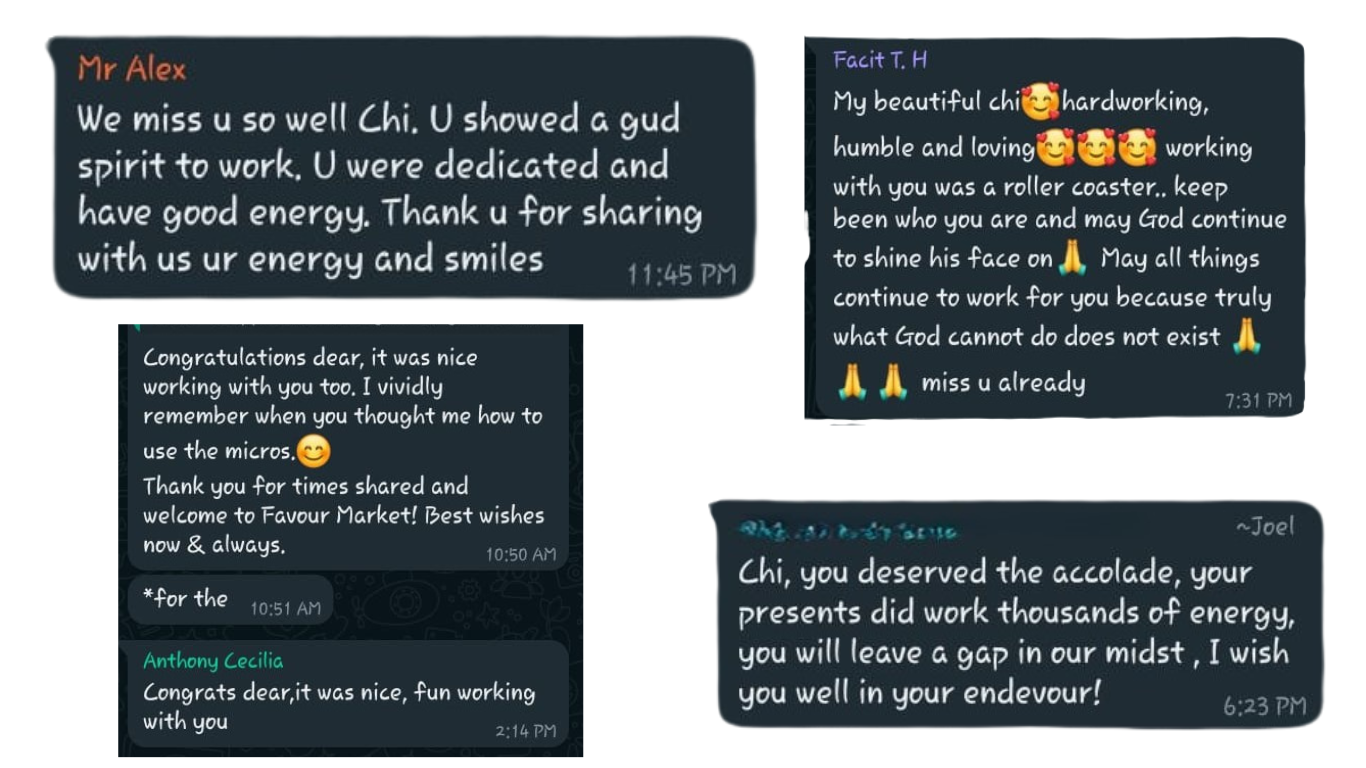 Mr Alex
We miss u so well Chi. U showed a gud
spirit to work. U were dedicated and
have good energy. Thank u for sharing
with us ur energy and smiles
11:45 PM
Facit T. H
My beautiful chi🥰hardworking,
humble and loving🥰🥰🥰 working
with you was a roller coaster.. keep
been who you are and may God continue
to shine his face on🙏 May all things
continue to work for you because truly
what God cannot do does not exist 🙏
🙏 🙏 miss u already
7:31 PM
Congratulations dear, it was nice
working with you too. I vividly
remember when you thought me how to
use the micros.😊
Thank you for times shared and
welcome to Favour Market! Best wishes
now & always.
10:50 AM
*for the 10:51 AM
Anthony Cecilia
Congrats dear,it was nice, fun working
with you
2:14 PM
~Joel
Chi, you deserved the accolade, your
presents did work thousands of energy,
you will leave a gap in our midst , I wish
you well in your endevour!
6:23 PM